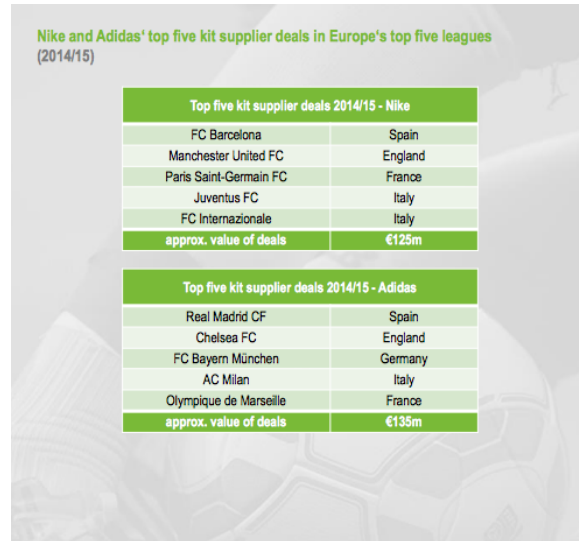 Nike and Adidas‘ top five kit supplier deals in Europe‘s top five leagues
(2014/15)
Top five kit supplier deals 2014/15 - Nike
FC Barcelona Spain
Manchester United FC England
Paris Saint-Germain FC France
Juventus FC Italy
FC Internazionale Italy
approx. value of deals €125m
Top five kit supplier deals 2014/15 - Adidas
Real Madrid CF Spain
Chelsea FC England
FC Bayern München Germany
AC Milan Italy
Olympique de Marseille France
approx. value of deals €135m